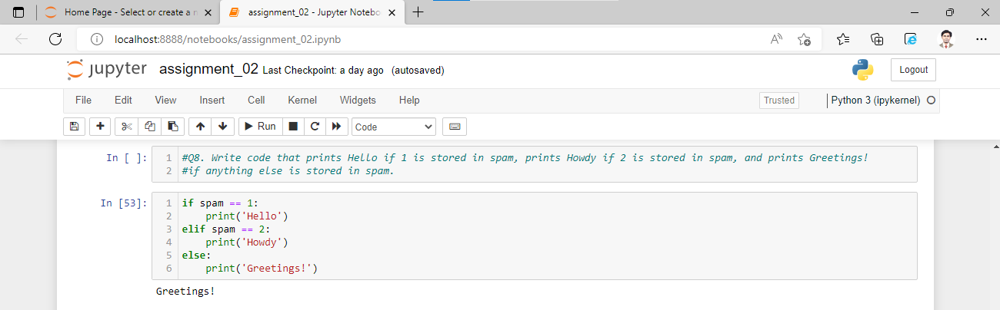 Home Page - Select or create a n
assignment_02 - Jupyter Notebo
localhost:8888/notebooks/assignment_02.ipynb
jupyter assignment_02 Last Checkpoint: a day ago (autosaved)
Logout
File Edit View Insert Cell Kernel Widgets Help
Trusted
Python 3 (ipykernel)
Run
Code
In [ ]:
1 #Q8. Write code that prints Hello if 1 is stored in spam, prints Howdy if 2 is stored in spam, and prints Greetings!
2 #if anything else is stored in spam.
In [53]:
1 if spam == 1:
2     print('Hello')
3 elif spam == 2:
4     print('Howdy')
5 else:
6     print('Greetings!')
Greetings!